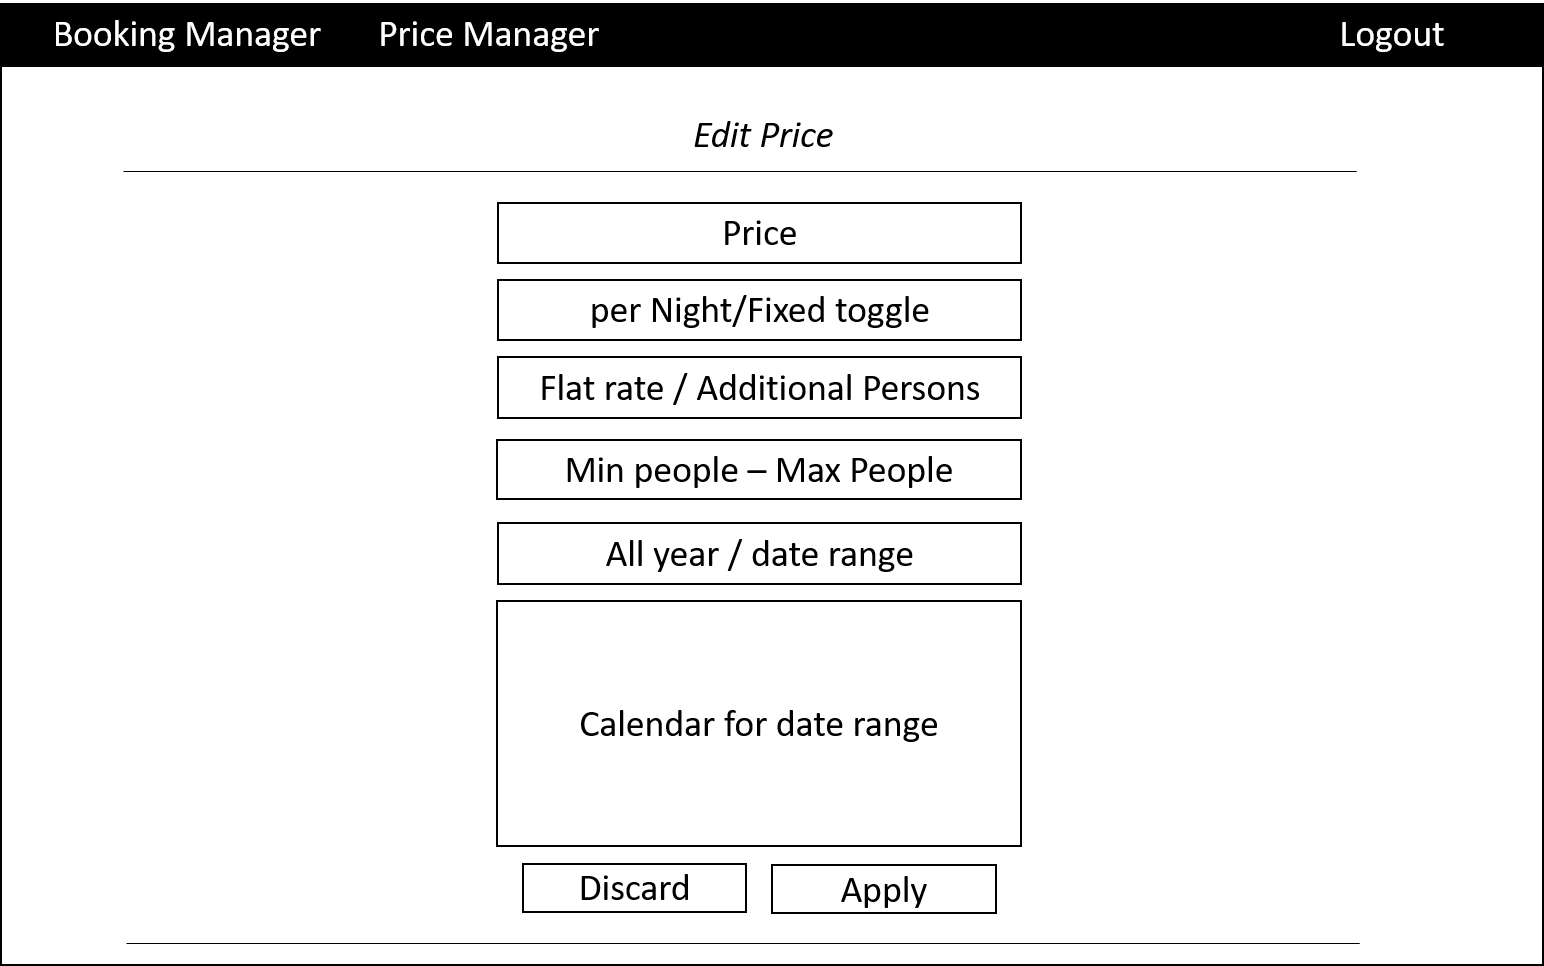 Booking Manager Price Manager Logout
Edit Price
Price
per Night/Fixed toggle
Flat rate / Additional Persons
Min people – Max People
All year / date range
Calendar for date range
Discard Apply